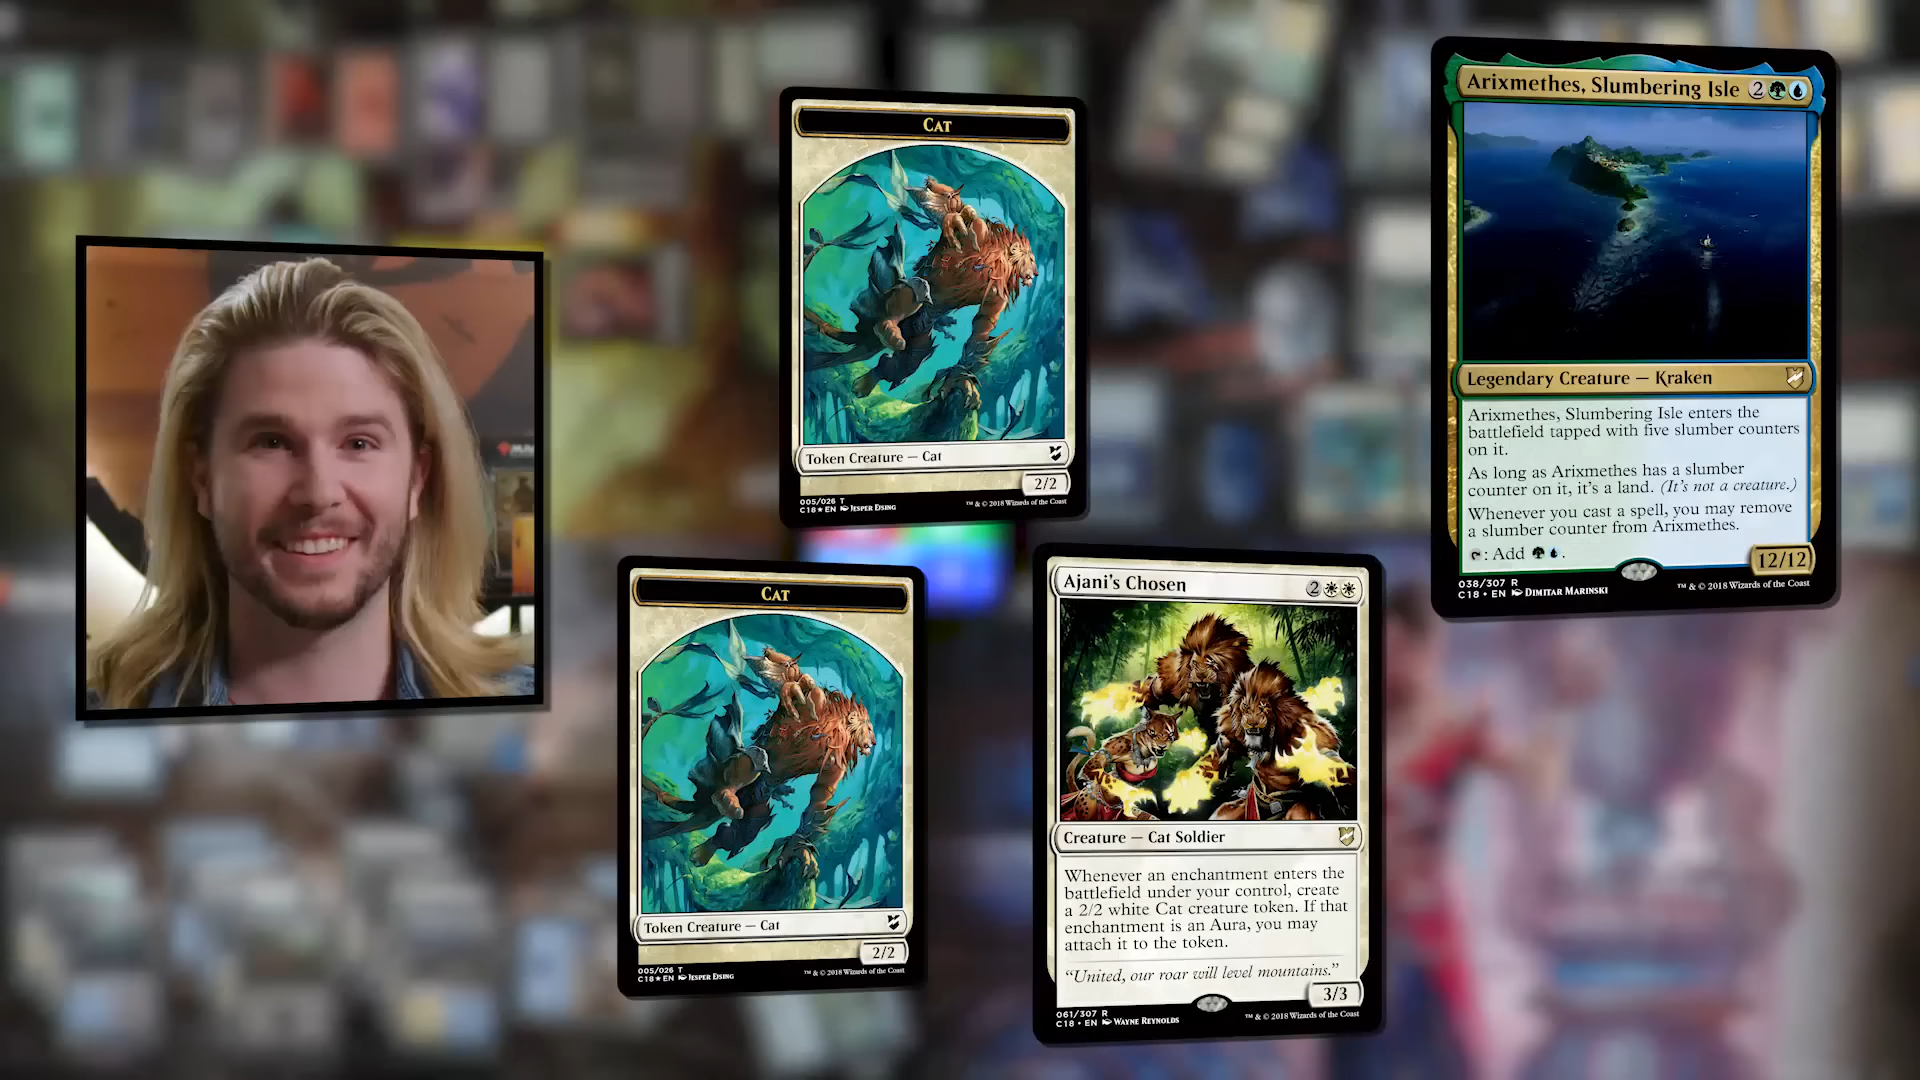 Cat
Token Creature — Cat
2/2
005/026 T
C18 ★ EN Jesper Ejsing
™ & © 2018 Wizards of the Coast
Cat
Token Creature — Cat
2/2
005/026 T
C18 ★ EN Jesper Ejsing
™ & © 2018 Wizards of the Coast
Ajani's Chosen 2
Creature — Cat Soldier
Whenever an enchantment enters the
battlefield under your control, create
a 2/2 white Cat creature token. If that
enchantment is an Aura, you may
attach it to the token.
“United, our roar will level mountains.”
3/3
061/307 R
C18 • EN Wayne Reynolds
™ & © 2018 Wizards of the Coast
Arixmethes, Slumbering Isle 2
Legendary Creature — Kraken
Arixmethes, Slumbering Isle enters the
battlefield tapped with five slumber counters
on it.
As long as Arixmethes has a slumber
counter on it, it's a land. (It's not a creature.)
Whenever you cast a spell, you may remove
a slumber counter from Arixmethes.
: Add .
12/12
038/307 R
C18 • EN Dimitar Marinski
™ & © 2018 Wizards of the Coast